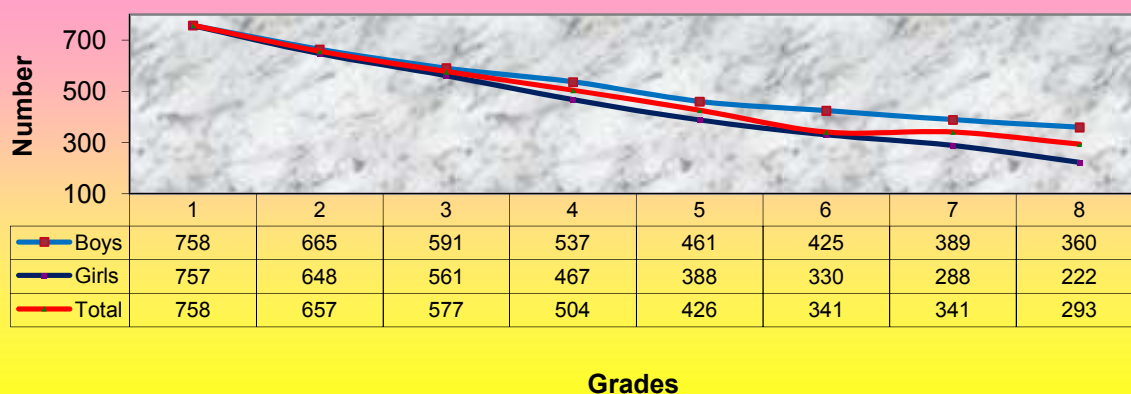 Number
700
500
300
100
1 2 3 4 5 6 7 8
Boys 758 665 591 537 461 425 389 360
Girls 757 648 561 467 388 330 288 222
Total 758 657 577 504 426 341 341 293
Grades